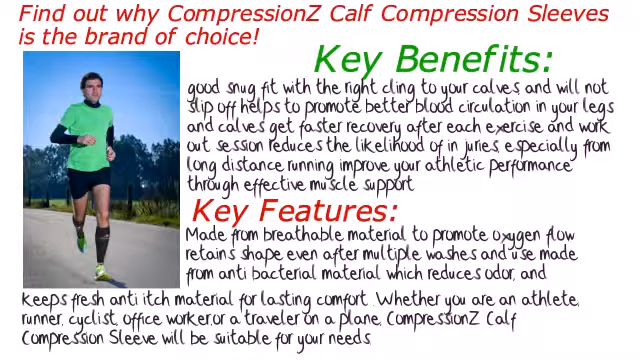 Find out why CompressionZ Calf Compression Sleeves
is the brand of choice!
Key Benefits:
good snug fit with the right cling to your calves and will not
slip off helps to promote better blood circulation in your legs
and calves get faster recovery after each exercise and work
out session reduces the likelihood of in juries, especially from
long distance running improve your athletic performance
through effective muscle support
Key Features:
Made from breathable material to promote oxygen flow
retains shape even after multiple washes and use made
from anti bacterial material which reduces odor, and
keeps fresh anti itch material for lasting comfort. Whether you are an athlete,
runner, cyclist, office worker,or a traveler on a plane, CompressionZ Calf
Compression Sleeve will be suitable for your needs